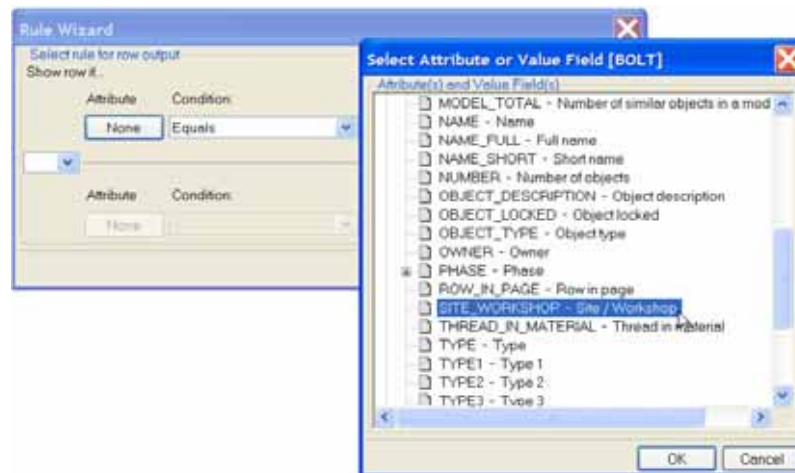 Rule Wizard
Select rule for row output
Show row if...
Attribute Condition:
None Equals
Attribute Condition:
None
Select Attribute or Value Field [BOLT]
Attribute(s) and Value Field(s)
MODEL_TOTAL - Number of similar objects in a mod
NAME - Name
NAME_FULL - Full name
NAME_SHORT - Short name
NUMBER - Number of objects
OBJECT_DESCRIPTION - Object description
OBJECT_LOCKED - Object locked
OBJECT_TYPE - Object type
OWNER - Owner
PHASE - Phase
ROW_IN_PAGE - Row in page
SITE_WORKSHOP - Site / Workshop
THREAD_IN_MATERIAL - Thread in material
TYPE - Type
TYPE1 - Type 1
TYPE2 - Type 2
TYPE3 - Type 3
OK Cancel